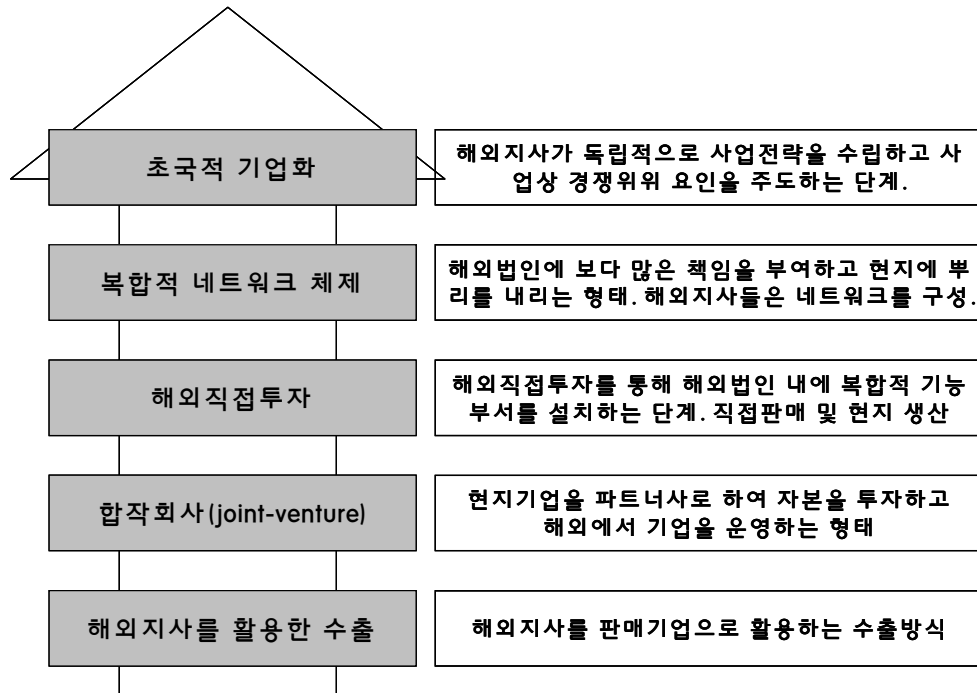 초국적 기업화
해외지사가 독립적으로 사업전략을 수립하고 사
업상 경쟁위위 요인을 주도하는 단계.
복합적 네트워크 체제
해외법인에 보다 많은 책임을 부여하고 현지에 뿌
리를 내리는 형태. 해외지사들은 네트워크를 구성.
해외직접투자
해외직접투자를 통해 해외법인 내에 복합적 기능
부서를 설치하는 단계. 직접판매 및 현지 생산
합작회사(joint-venture)
현지기업을 파트너사로 하여 자본을 투자하고
해외에서 기업을 운영하는 형태
해외지사를 활용한 수출
해외지사를 판매기업으로 활용하는 수출방식